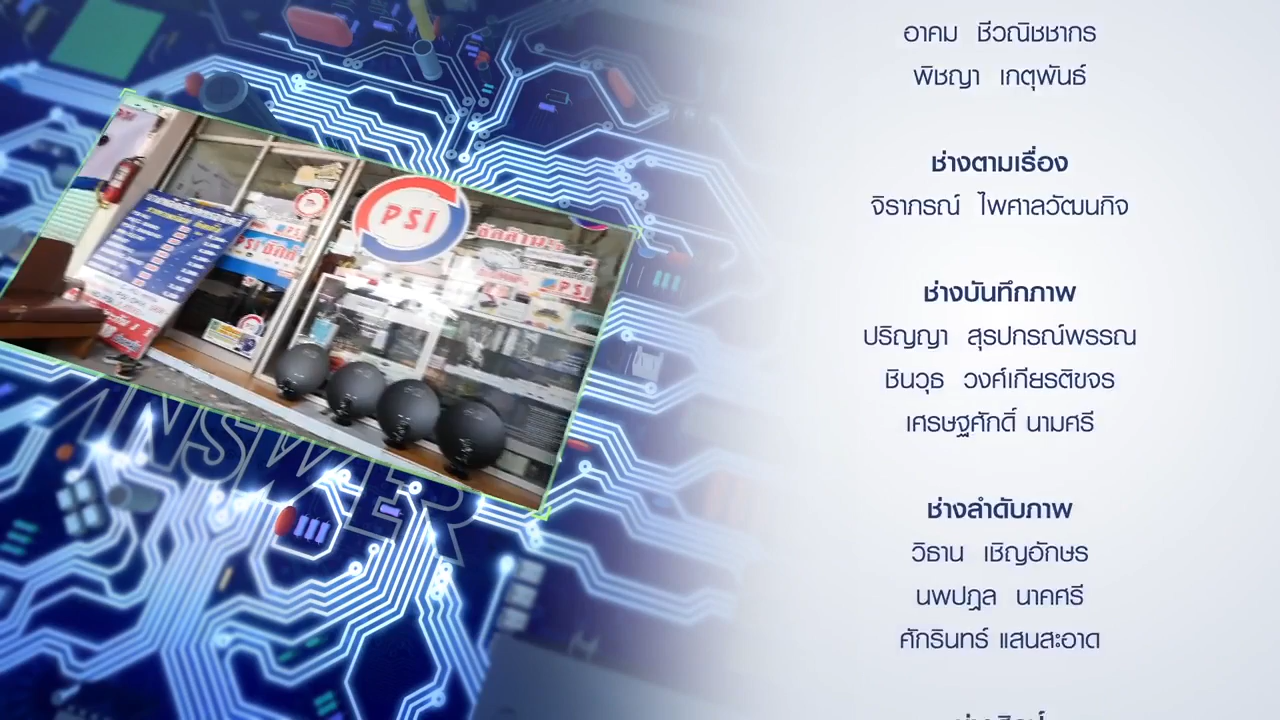 อาคม ชีวณิชชากร
พิชญา เกตุพันธ์
ช่างตามเรื่อง
จิราภรณ์ ไพศาลวัฒนกิจ
ช่างบันทึกภาพ
ปริญญา สุรปกรณ์พรรณ
ชินวุธ วงศ์เกียรติขจร
เศรษฐศักดิ์ นามศรี
ช่างลำดับภาพ
วิธาน เชิญอักษร
นพปฎล นาคศรี
ศักรินทร์ แสนสะอาด
PSI
PSI
ANSWER